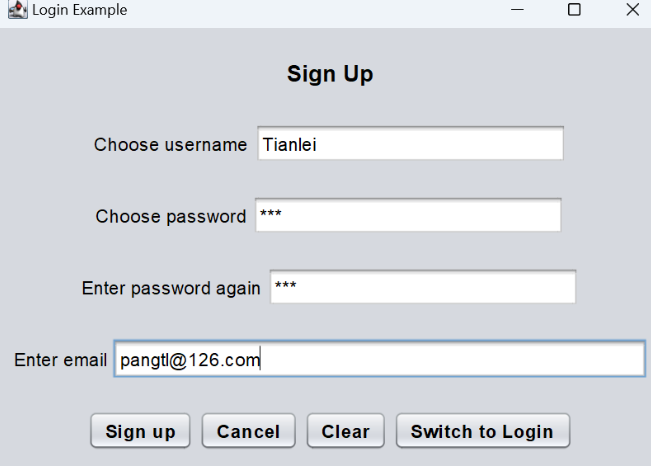 Login Example
Sign Up
Choose username Tianlei
Choose password ***
Enter password again ***
Enter email pangtl@126.com
Sign up Cancel Clear Switch to Login